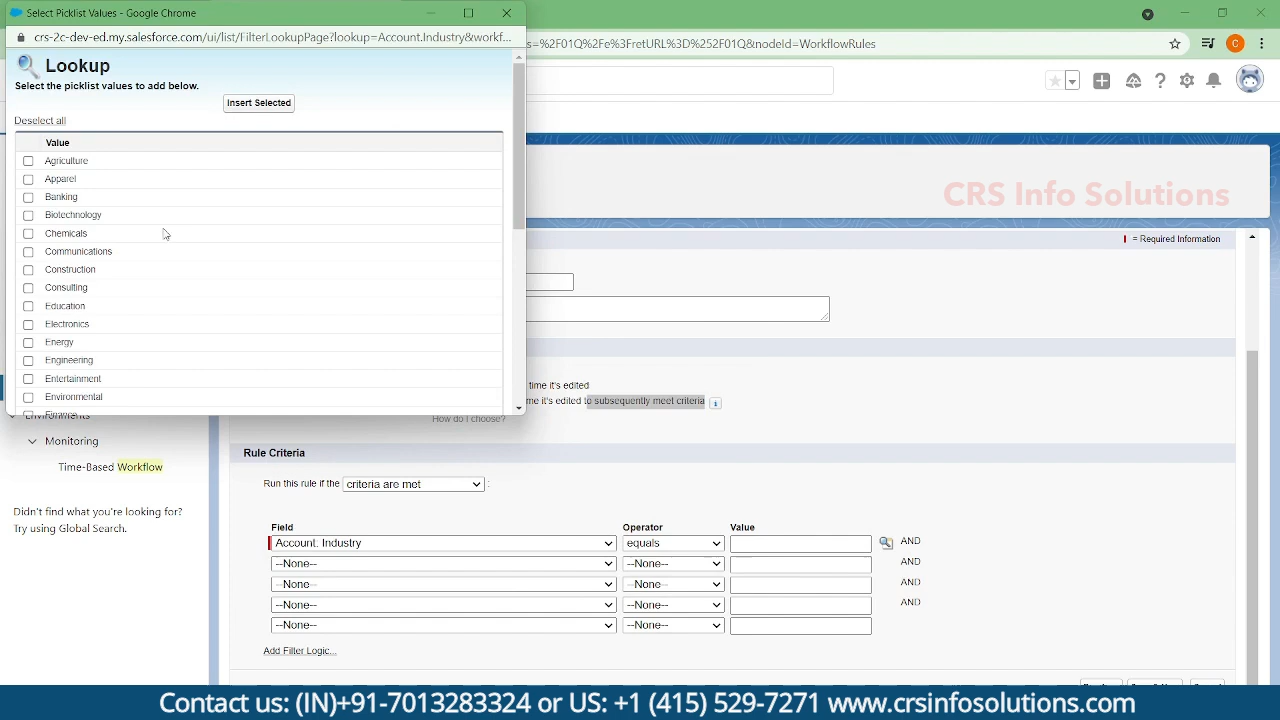 Select Picklist Values - Google Chrome
crs-2c-dev-ed.my.salesforce.com/ui/list/FilterLookupPage?lookup=Account.Industry&workf...
s=%2F01Q%2Fe%3FretURL%3D%252F01Q&nodeId=WorkflowRules
C
Lookup
Select the picklist values to add below.
Insert Selected
Deselect all
Value
Agriculture
Apparel
Banking
Biotechnology
Chemicals
Communications
Construction
Consulting
Education
Electronics
Energy
Engineering
Entertainment
Environmental
CRS Info Solutions
= Required Information
time it's edited
me it's edited to subsequently meet criteria
How do I choose?
Environments
Monitoring
Time-Based Workflow
Didn't find what you're looking for?
Try using Global Search.
Rule Criteria
Run this rule if the criteria are met :
Field Operator Value
Account: Industry equals AND
--None-- --None-- AND
--None-- --None-- AND
--None-- --None-- AND
--None-- --None--
Add Filter Logic...
Contact us: (IN)+91-7013283324 or US: +1 (415) 529-7271 www.crsinfosolutions.com